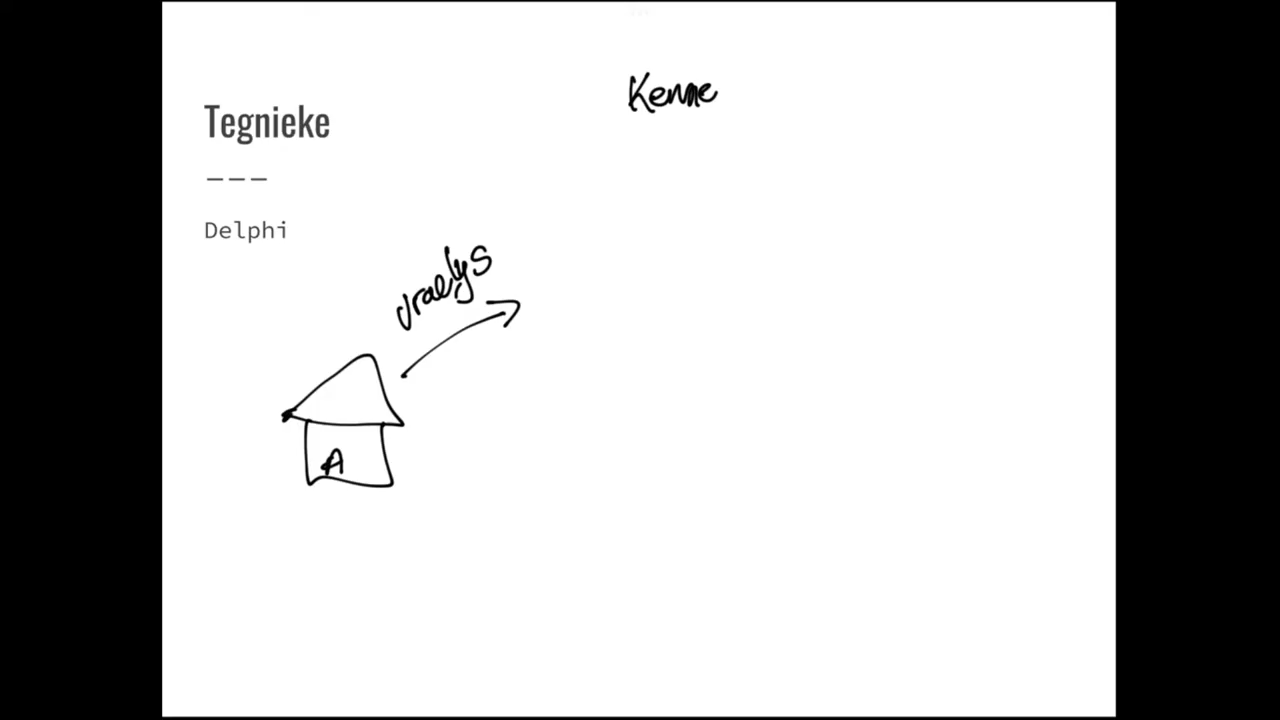 Kenne
Tegnieke
---
Delphi
vraelys
A